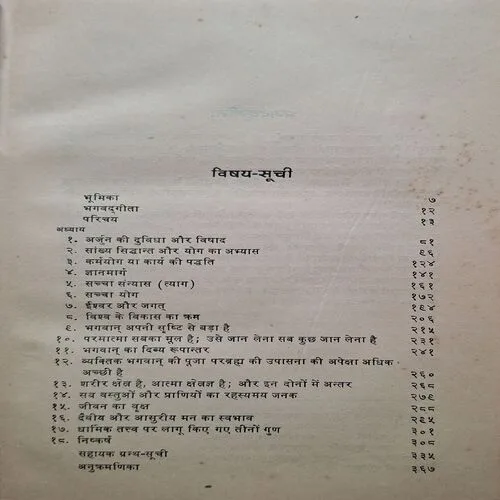 विषय-सूची
भूमिका ७
भगवद्गीता १२
परिचय १३
अध्याय
१. अर्जुन की दुविधा और विषाद ८१
२. सांख्य सिद्धान्त और योग का अभ्यास ९६
३. कर्मयोग या कार्य की पद्धति १२४
४. ज्ञानमार्ग १४१
५. सच्चा संन्यास (त्याग) १६१
६. सच्चा योग १७२
७. ईश्वर और जगत् १९४
८. विश्व के विकास का क्रम २०६
९. भगवान् अपनी सृष्टि से बड़ा है २१५
१०. परमात्मा सबका मूल है; उसे जान लेना सब कुछ जान लेना है २३१
११. भगवान् का दिव्य रूपान्तर २४१
१२. व्यक्तिक भगवान् की पूजा परब्रह्म की उपासना की अपेक्षा अधिक
अच्छी है २६०
१३. शरीर क्षेत्र है, आत्मा क्षेत्रज्ञ है; और इन दोनों में अन्तर २६८
१४. सब वस्तुओं और प्राणियों का रहस्यमय जनक २७९
१५. जीवन का वृक्ष २८८
१६. दैवीय और आसुरीय मन का स्वभाव २९५
१७. धार्मिक तत्त्व पर लागू किए गए तीनों गुण ३०१
१८. निष्कर्ष ३०८
सहायक ग्रन्थ-सूची ३३५
अनुक्रमणिका ३६७